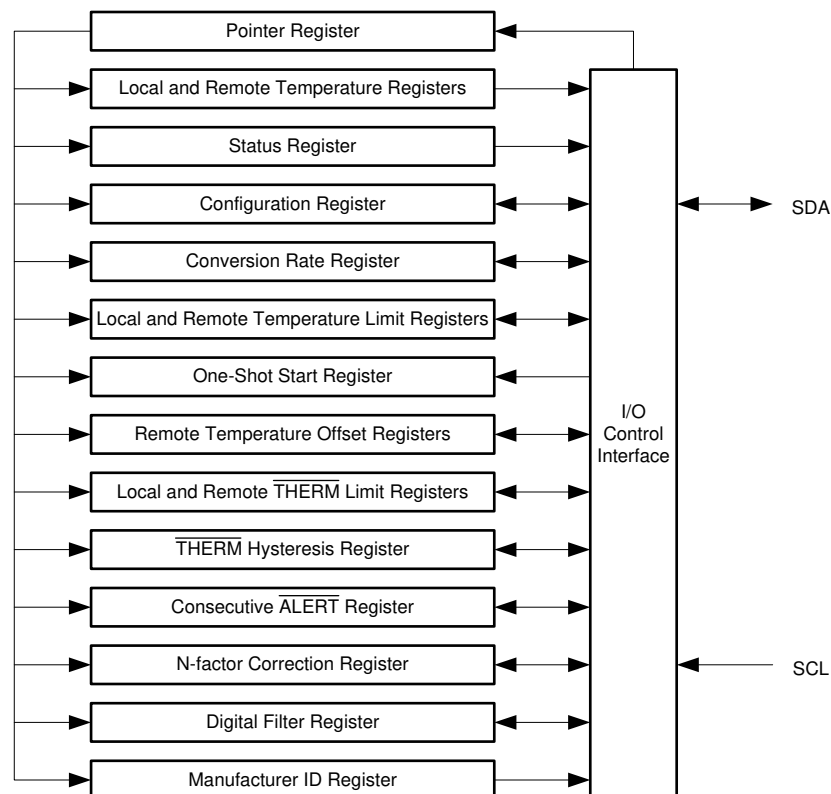 Pointer Register
Local and Remote Temperature Registers
Status Register
Configuration Register
SDA
Conversion Rate Register
Local and Remote Temperature Limit Registers
One-Shot Start Register
I/O
Control
Interface
Remote Temperature Offset Registers
Local and Remote THERM Limit Registers
THERM Hysteresis Register
Consecutive ALERT Register
N-factor Correction Register
SCL
Digital Filter Register
Manufacturer ID Register